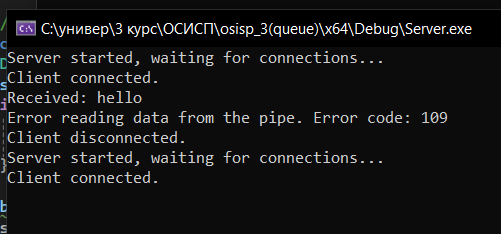 C:\универ\3 курс\ОСИСП\osisp_3(queue)\x64\Debug\Server.exe
Server started, waiting for connections...
Client connected.
Received: hello
Error reading data from the pipe. Error code: 109
Client disconnected.
Server started, waiting for connections...
Client connected.